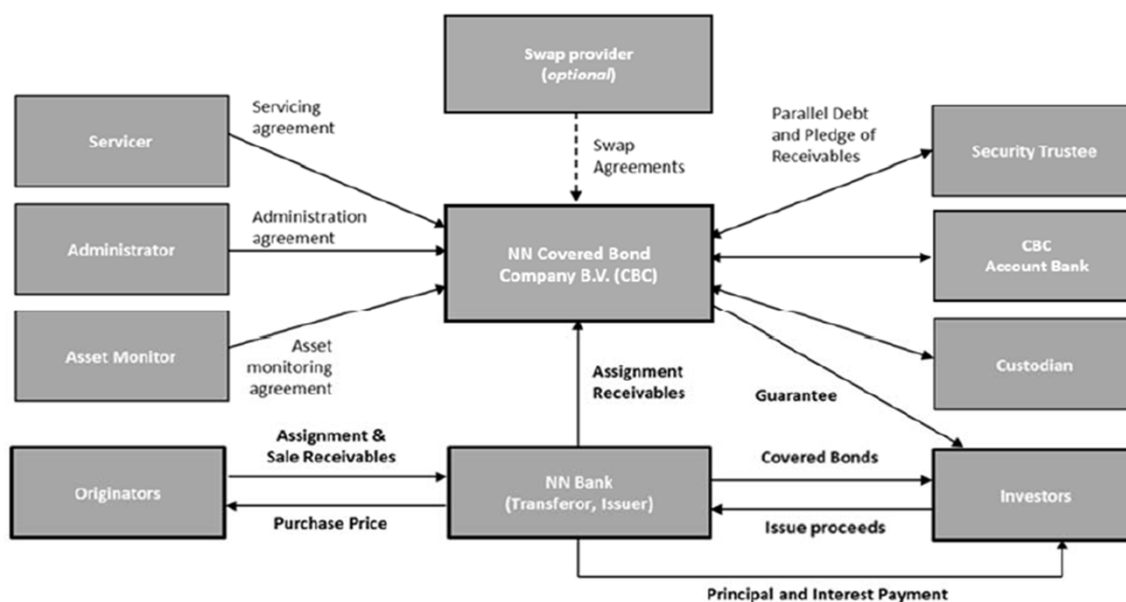 Swap provider
(optional)
Servicing
agreement
Servicer
Swap
Agreements
Parallel Debt
and Pledge of
Receivables
Security Trustee
Administrator
Administration
agreement
NN Covered Bond
Company B.V. (CBC)
CBC
Account Bank
Asset Monitor
Asset
monitoring
agreement
Assignment
Receivables
Guarantee
Custodian
Originators
Assignment &
Sale Receivables
Purchase Price
NN Bank
(Transferor, Issuer)
Covered Bonds
Issue proceeds
Investors
Principal and Interest Payment